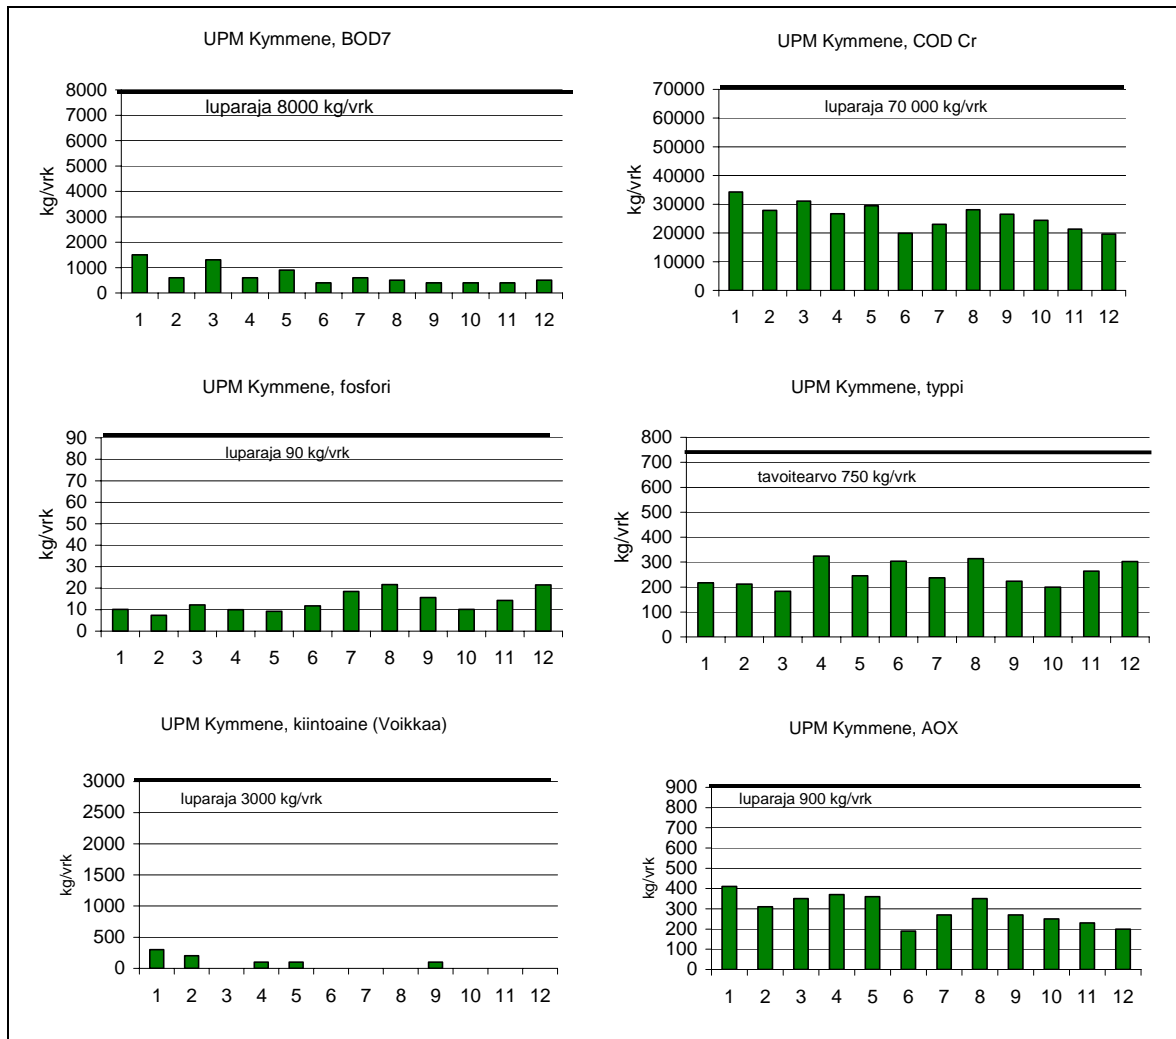 UPM Kymmene, BOD7
8000
7000
6000
5000
4000
3000
2000
1000
0
kg/vrk
luparaja 8000 kg/vrk
1 2 3 4 5 6 7 8 9 10 11 12
UPM Kymmene, COD Cr
70000
60000
50000
40000
30000
20000
10000
0
kg/vrk
luparaja 70 000 kg/vrk
1 2 3 4 5 6 7 8 9 10 11 12
UPM Kymmene, fosfori
90
80
70
60
50
40
30
20
10
0
kg/vrk
luparaja 90 kg/vrk
1 2 3 4 5 6 7 8 9 10 11 12
UPM Kymmene, typpi
800
700
600
500
400
300
200
100
0
kg/vrk
tavoitearvo 750 kg/vrk
1 2 3 4 5 6 7 8 9 10 11 12
UPM Kymmene, kiintoaine (Voikkaa)
3000
2500
2000
1500
1000
500
0
kg/vrk
luparaja 3000 kg/vrk
1 2 3 4 5 6 7 8 9 10 11 12
UPM Kymmene, AOX
900
800
700
600
500
400
300
200
100
0
kg/vrk
luparaja 900 kg/vrk
1 2 3 4 5 6 7 8 9 10 11 12